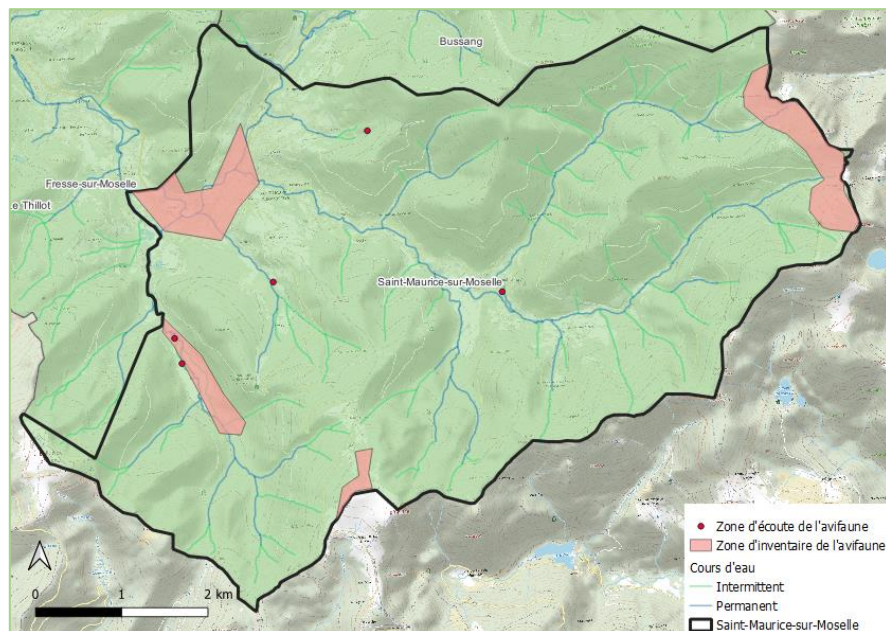 Bussang
Fresse-sur-Moselle
Le Thillot
Saint-Maurice-sur-Moselle
Zone d'écoute de l'avifaune
Zone d'inventaire de l'avifaune
Cours d'eau
Intermittent
Permanent
Saint-Maurice-sur-Moselle
0 1 2 km